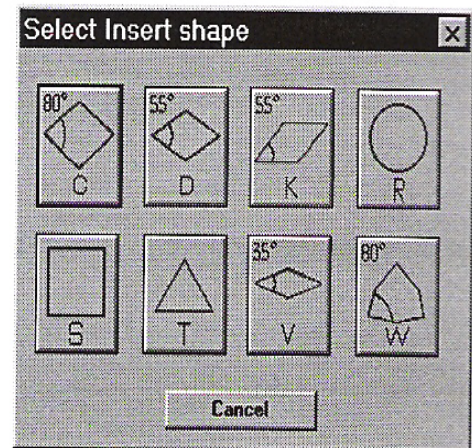 Select Insert shape
80° 55° 55°
C D K R
35° 80°
S T V W
Cancel